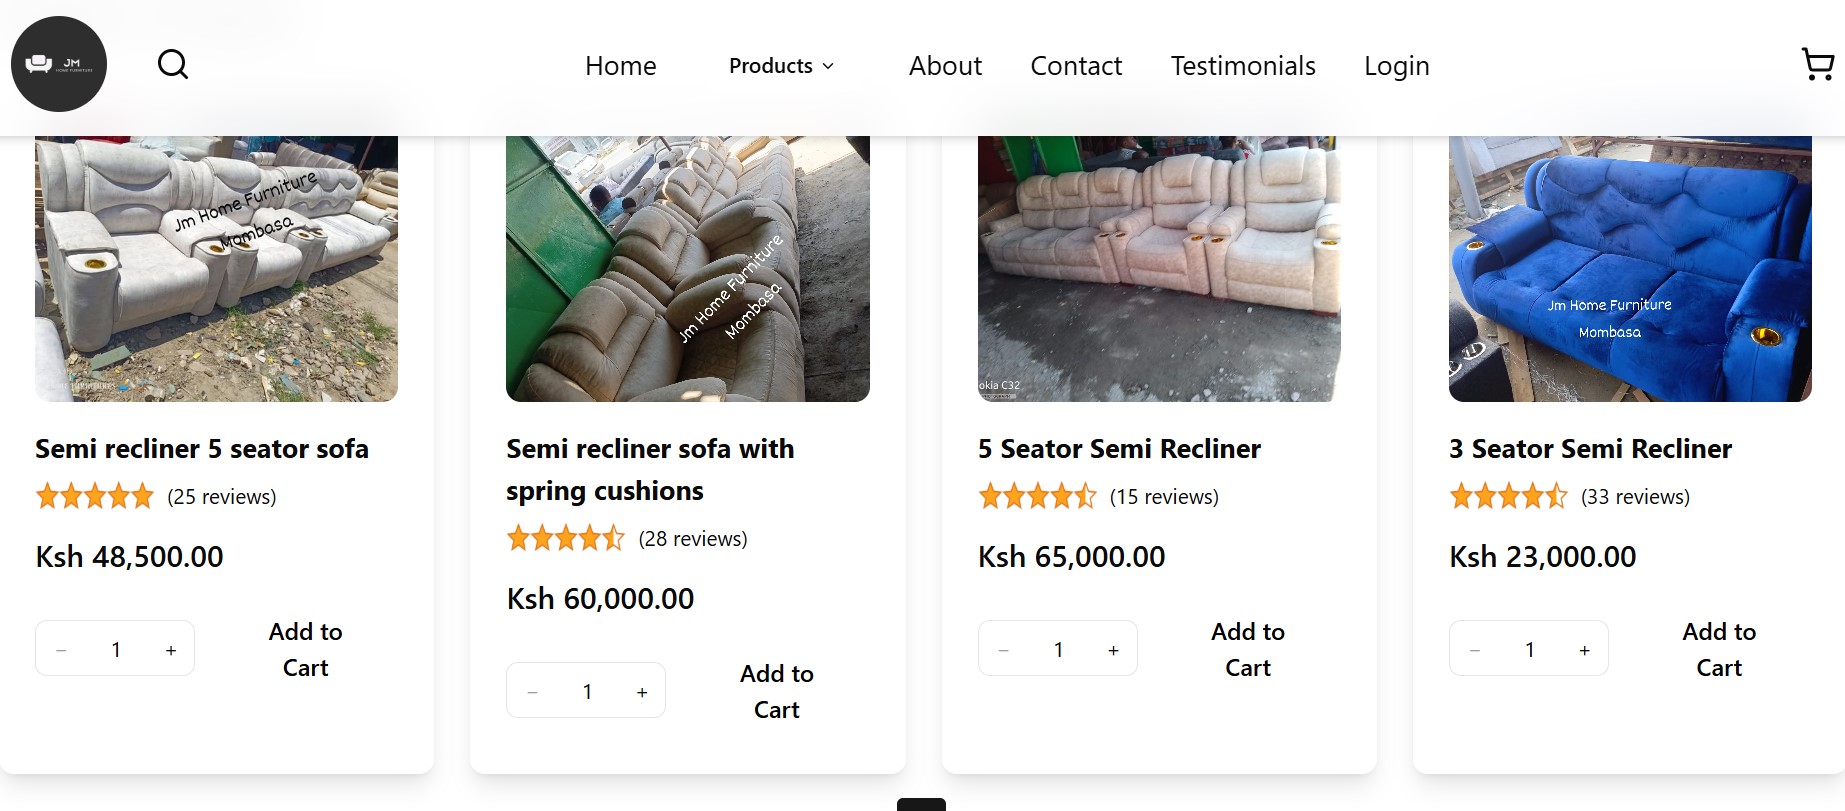 JM
HOME FURNITURE
Home
Products
About
Contact
Testimonials
Login
Jm Home Furniture
Mombasa
Jm Home Furniture
Mombasa
okia C32
Jm Home Furniture
Mombasa
Semi recliner 5 seator sofa
(25 reviews)
Ksh 48,500.00
− 1 +
Add to
Cart
Semi recliner sofa with
spring cushions
(28 reviews)
Ksh 60,000.00
− 1 +
Add to
Cart
5 Seator Semi Recliner
(15 reviews)
Ksh 65,000.00
− 1 +
Add to
Cart
3 Seator Semi Recliner
(33 reviews)
Ksh 23,000.00
− 1 +
Add to
Cart